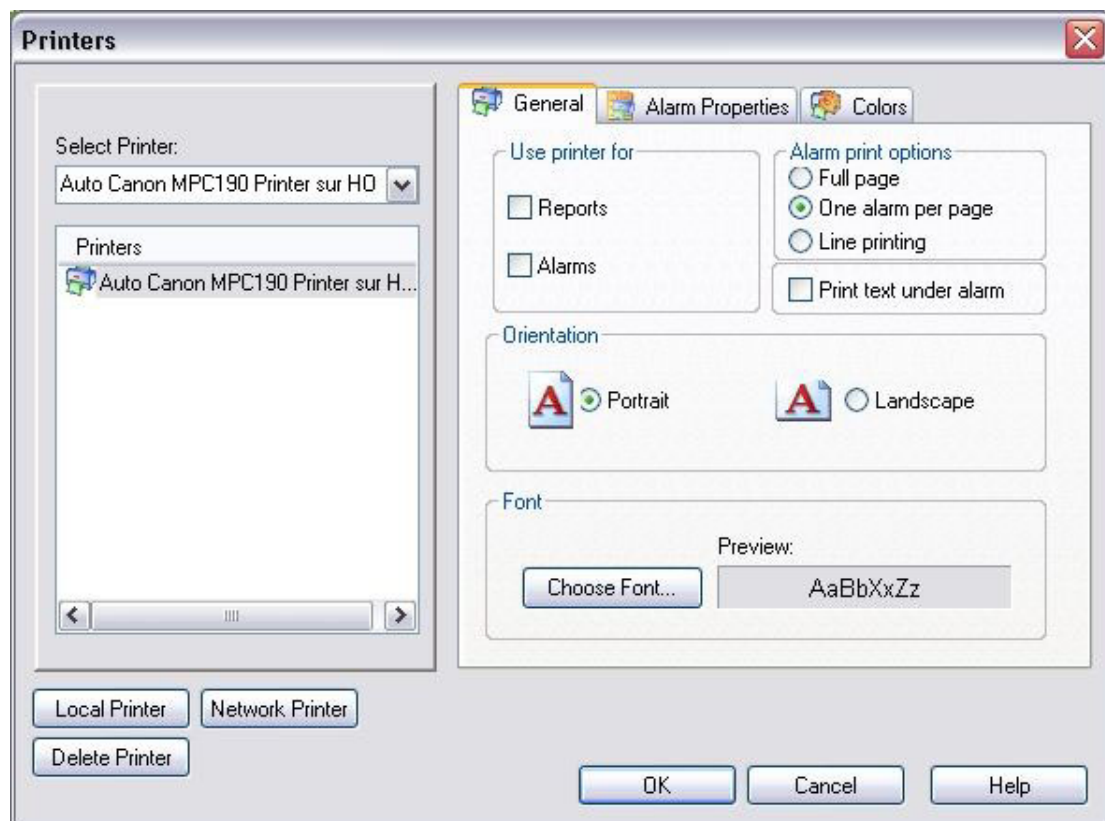 Printers
General
Alarm Properties
Colors
Select Printer:
Auto Canon MPC190 Printer sur HO
Printers
Auto Canon MPC190 Printer sur H...
Use printer for
Reports
Alarms
Alarm print options
Full page
One alarm per page
Line printing
Print text under alarm
Orientation
A Portrait
A Landscape
Font
Preview:
Choose Font...
AaBbXxZz
Local Printer
Network Printer
Delete Printer
OK
Cancel
Help